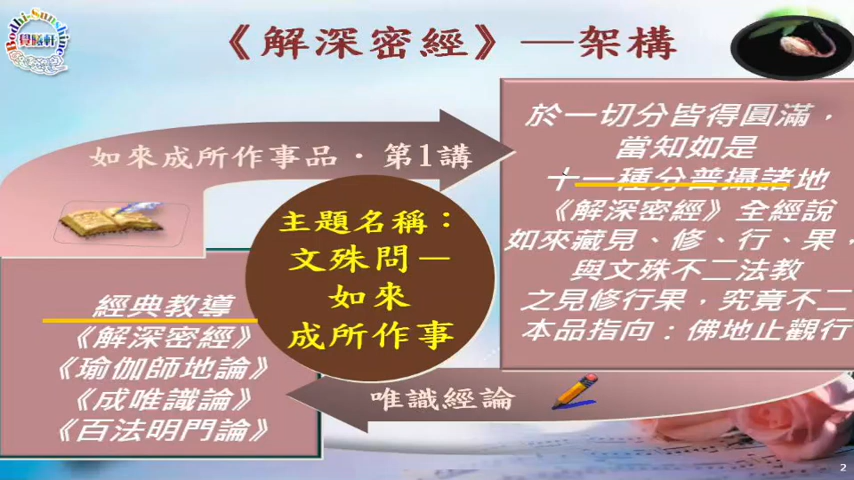 Bodhi-Sunshine
覺曦軒
《解深密經》—架構
如來成所作事品．第1講
於一切分皆得圓滿，
當知如是
十一種分普攝諸地
《解深密經》全經說
如來藏見、修、行、果，
與文殊不二法教
之見修行果，究竟不二
本品指向：佛地止觀行
主題名稱：
文殊問—
如來
成所作事
經典教導
《解深密經》
《瑜伽師地論》
《成唯識論》
《百法明門論》
唯識經論
2